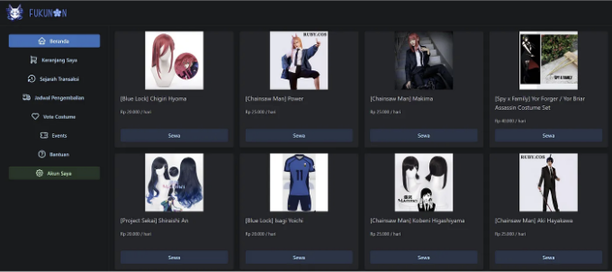 FUKUMON
Beranda
Keranjang Saya
Sejarah Transaksi
Jadwal Pengembalian
Vote Costume
Events
Bantuan
Akun Saya
[Blue Lock] Chigiri Hyoma
Rp 20.000 / hari
Sewa
RUBY.COS
[Chainsaw Man] Power
Rp 25.000 / hari
Sewa
[Chainsaw Man] Makima
Rp 25.000 / hari
Sewa
SPY x FAMILY
[Spy x Family] Yor Forger / Yor Briar
Assassin Costume Set
Rp 40.000 / hari
Sewa
[Project Sekai] Shiraishi An
Rp 20.000 / hari
Sewa
11
[Blue Lock] Isagi Yoichi
Rp 20.000 / hari
Sewa
[Chainsaw Man] Kobeni Higashiyama
Rp 20.000 / hari
Sewa
RUBY.COS
[Chainsaw Man] Aki Hayakawa
Rp 25.000 / hari
Sewa